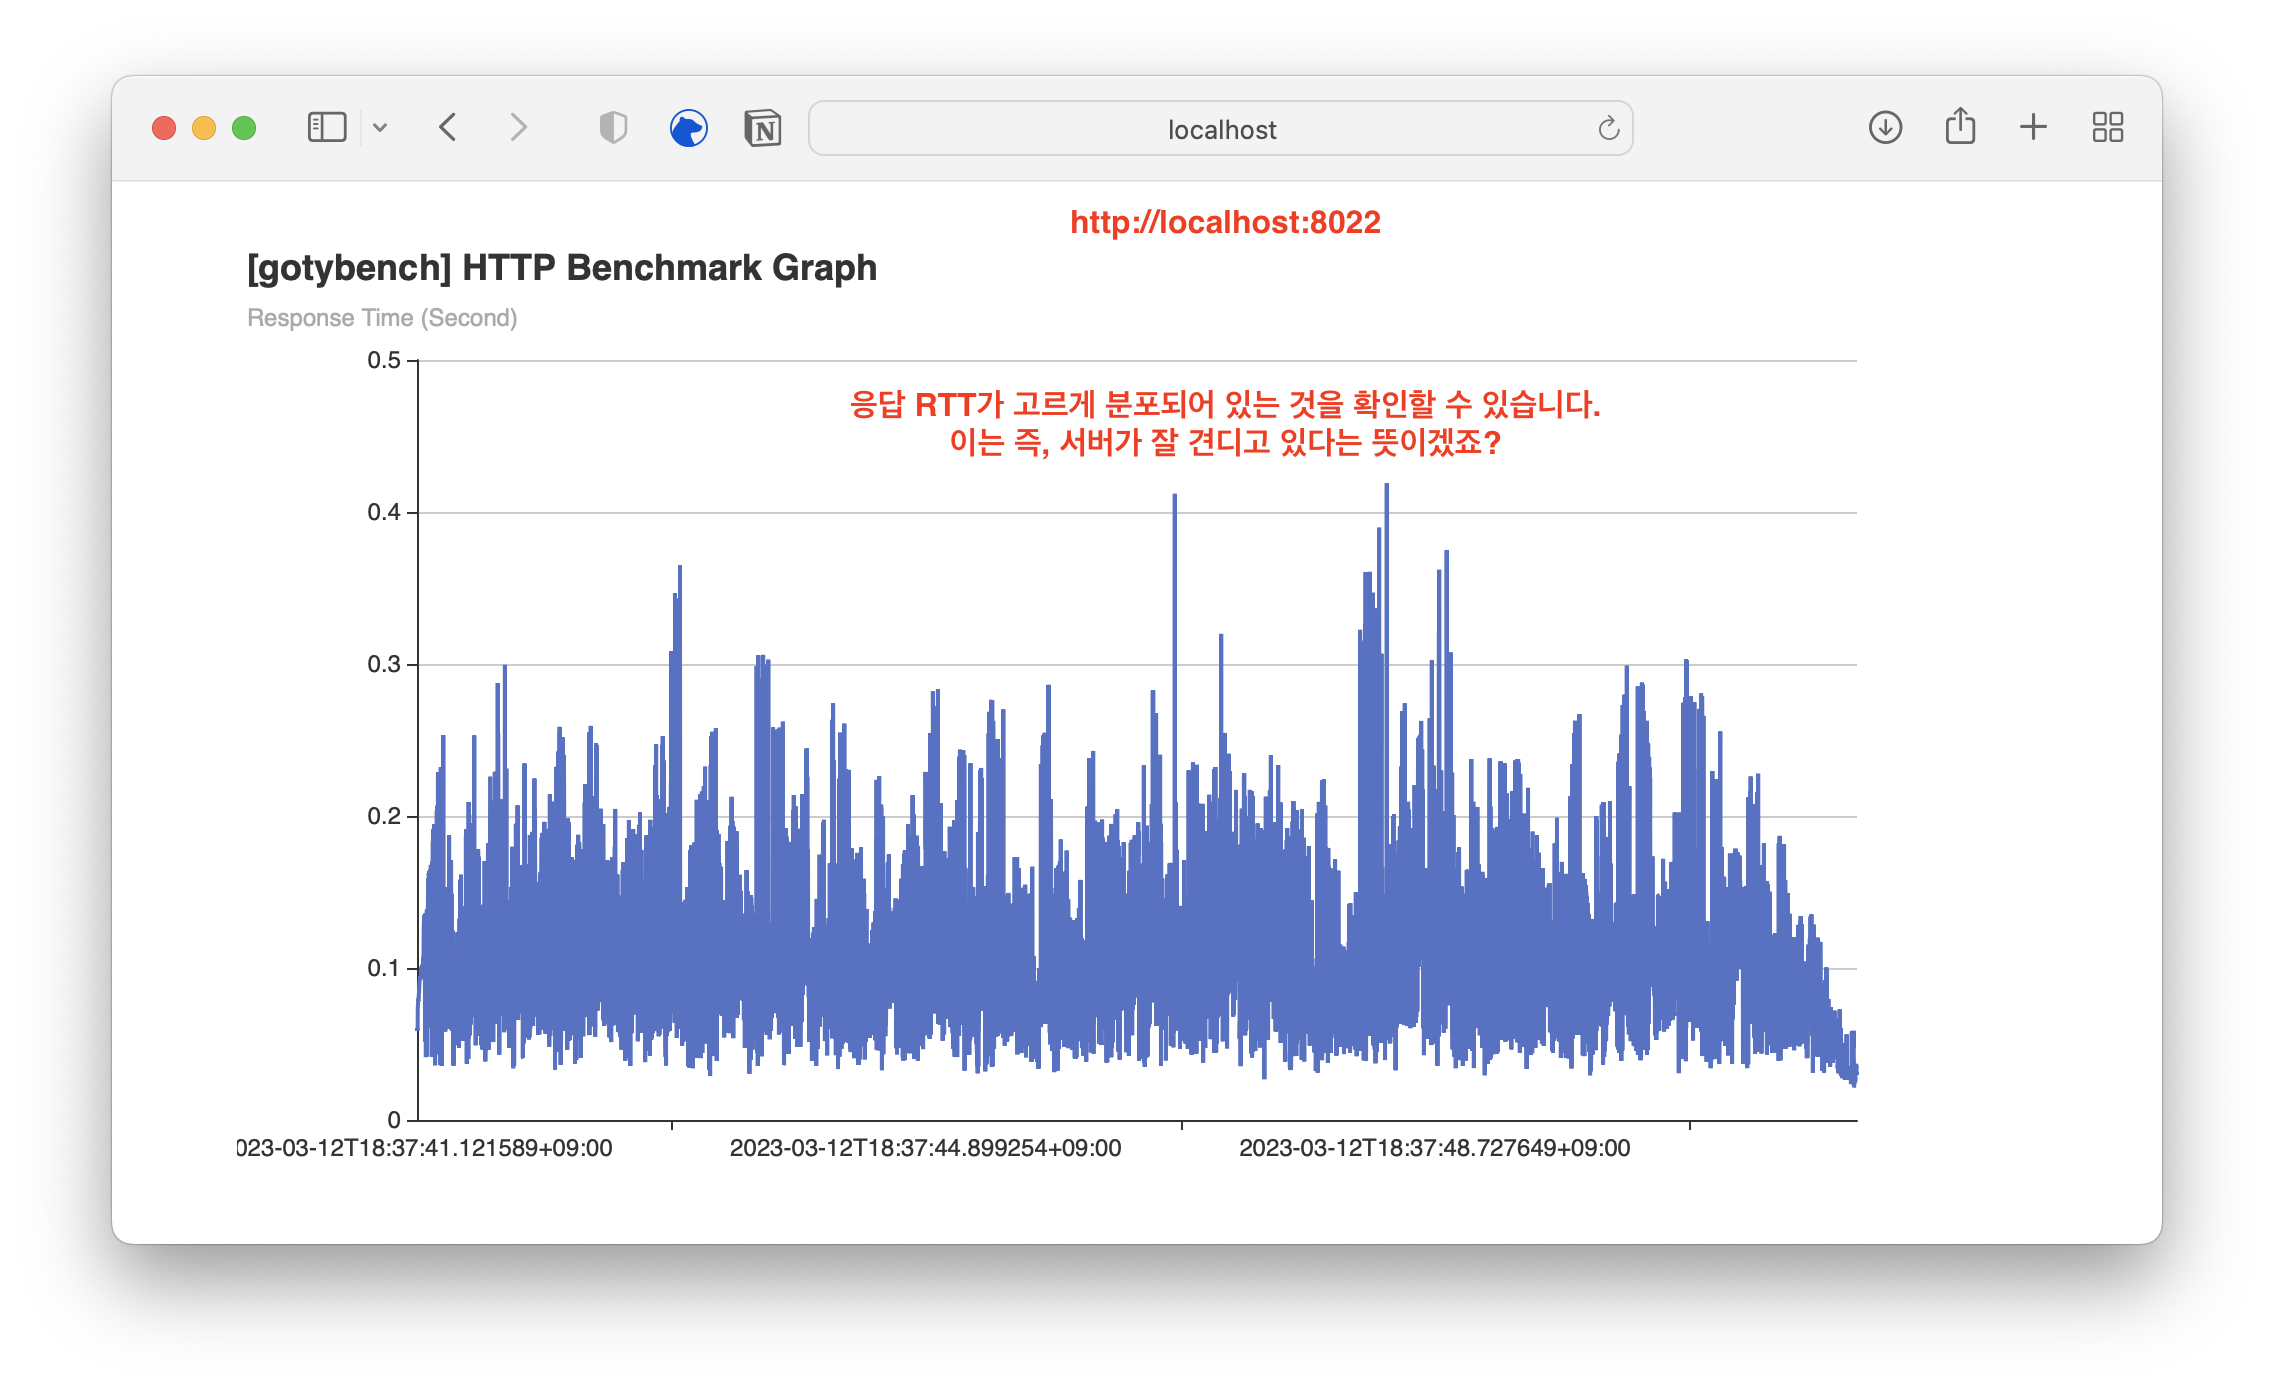 localhost
http://localhost:8022
[gotybench] HTTP Benchmark Graph
Response Time (Second)
0.5
응답 RTT가 고르게 분포되어 있는 것을 확인할 수 있습니다.
이는 즉, 서버가 잘 견디고 있다는 뜻이겠죠?
0.4
0.3
0.2
0.1
0
023-03-12T18:37:41.121589+09:00
2023-03-12T18:37:44.899254+09:00
2023-03-12T18:37:48.727649+09:00